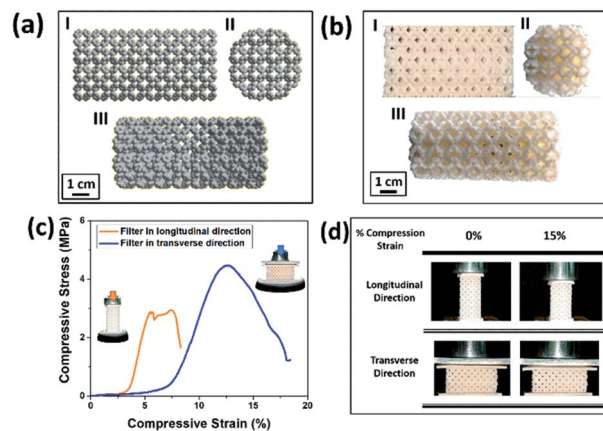 (a)
I
II
III
1 cm
(b)
I
II
III
1 cm
(c)
Compressive Stress (MPa)
6
4
2
0
Filter in longitudinal direction
Filter in transverse direction
0
5
10
15
20
Compressive Strain (%)
(d)
% Compression
Strain
0%
15%
Longitudinal
Direction
Transverse
Direction